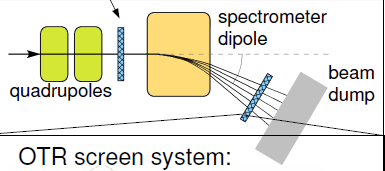 spectrometer
dipole
quadrupoles
beam
dump
OTR screen system: